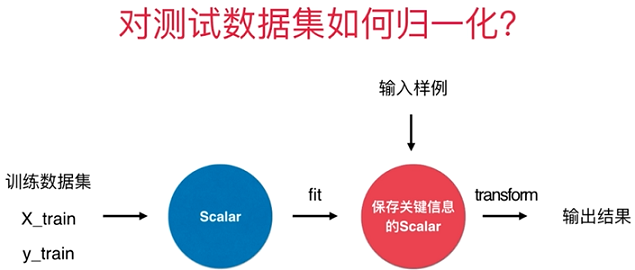 对测试数据集如何归一化?
输入样例
训练数据集
X_train
y_train
Scalar
fit
保存关键信息
的Scalar
transform
输出结果